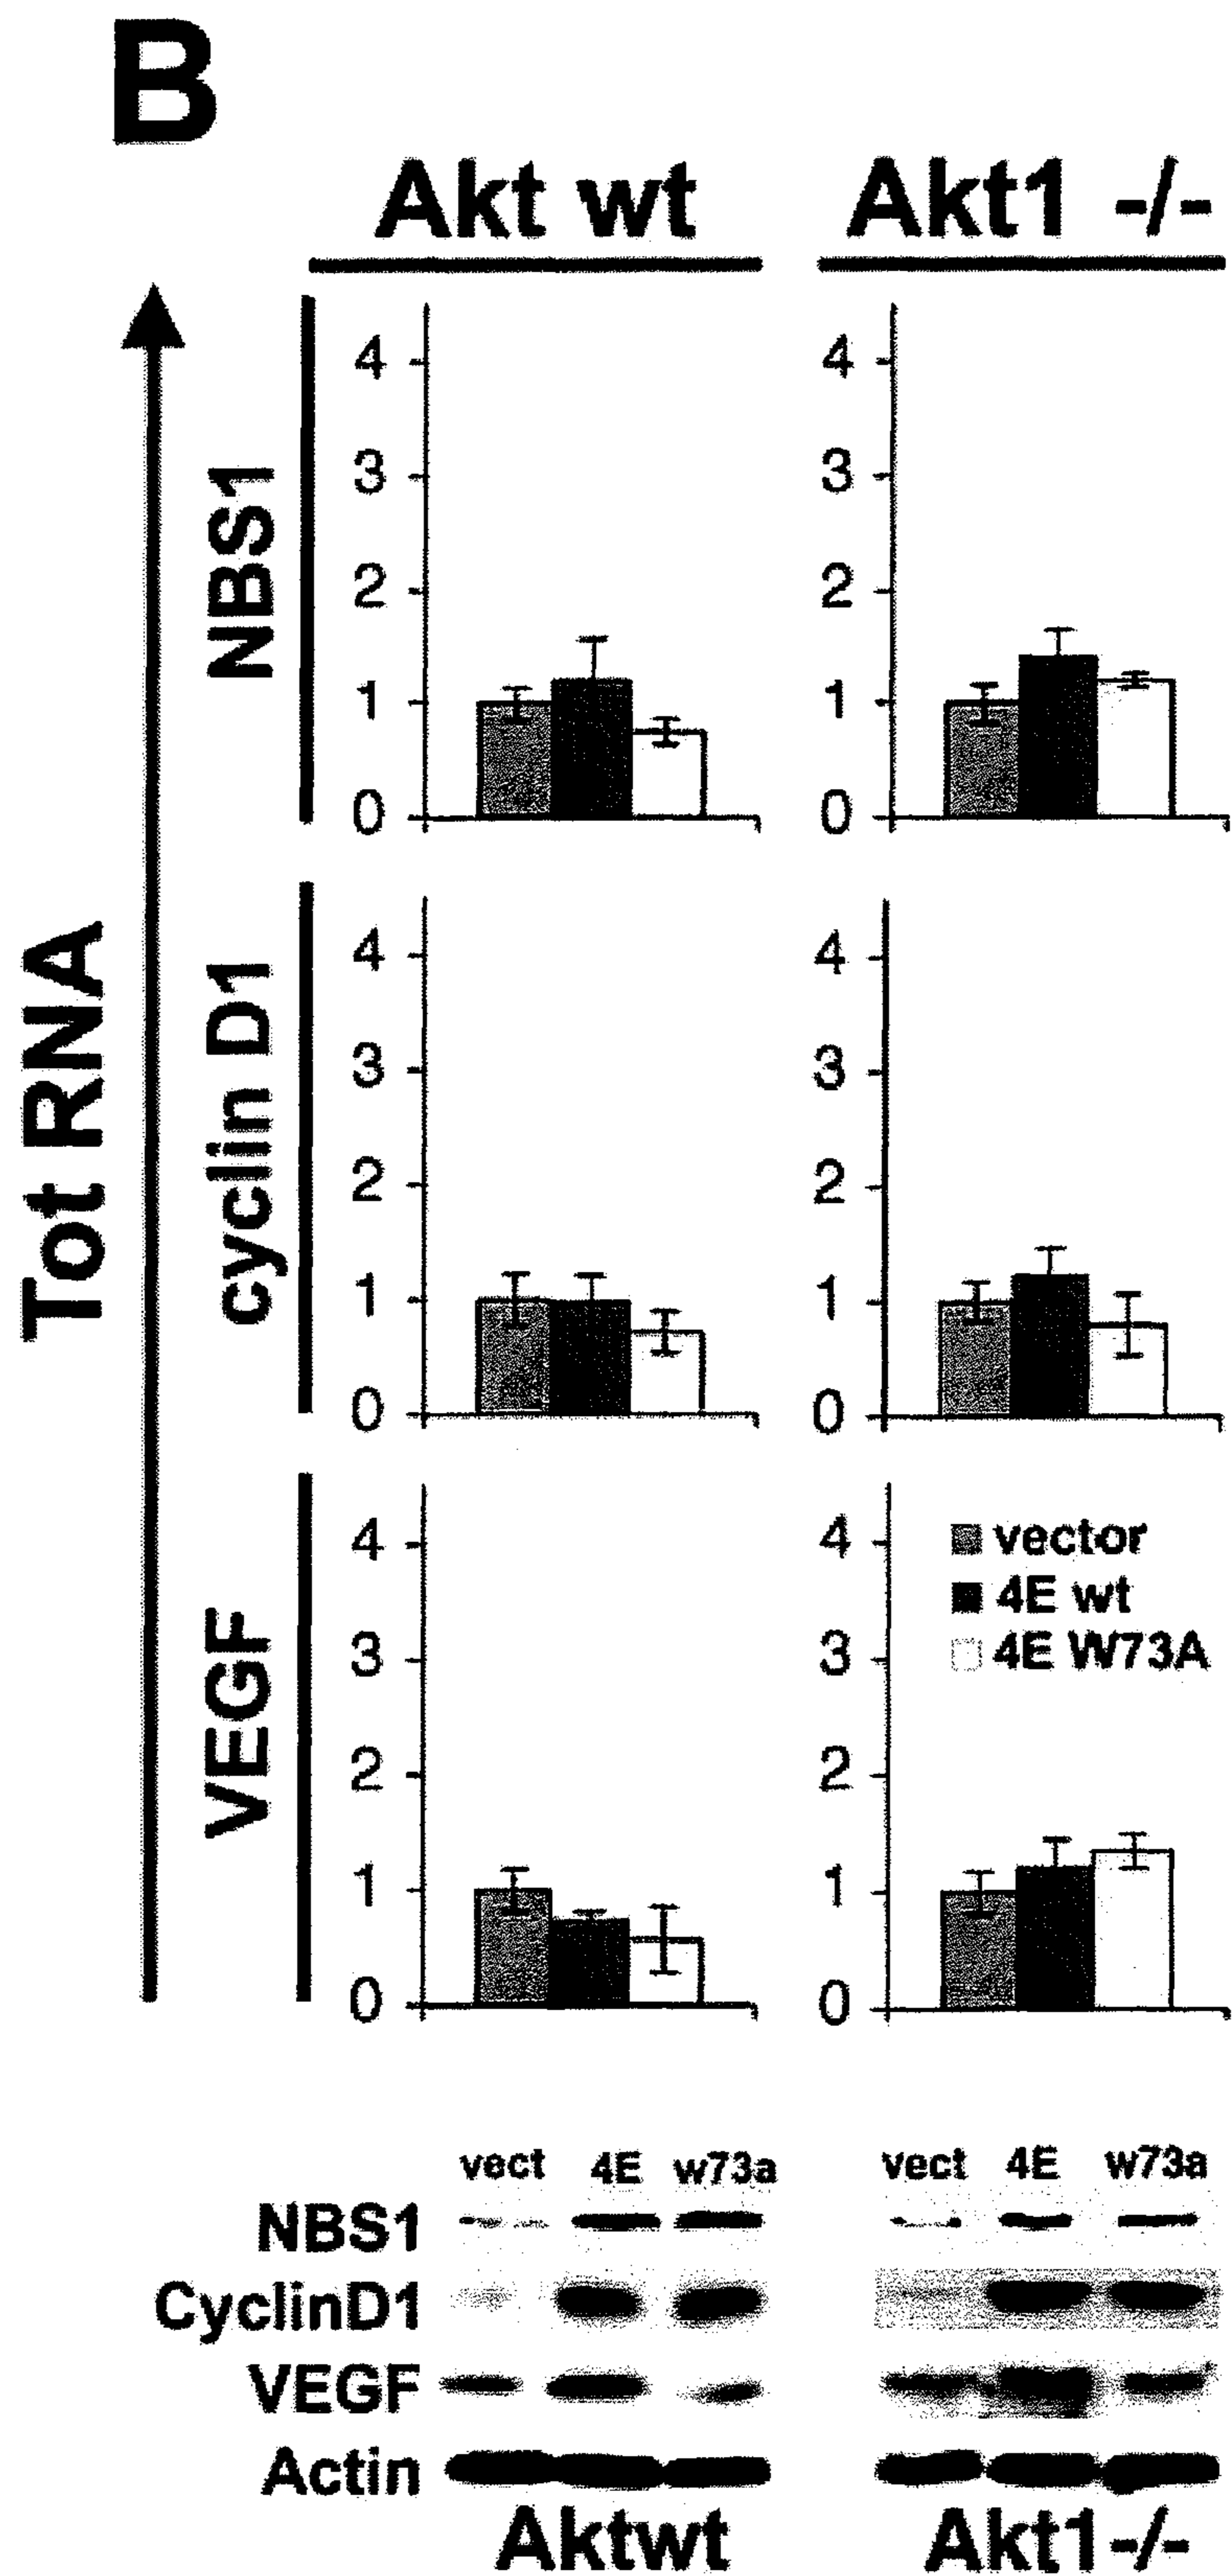 B
Akt wt
Akt1 -/-
Tot RNA
NBS1
4
3
2
1
0
4
3
2
1
0
cyclin D1
4
3
2
1
0
4
3
2
1
0
VEGF
4
3
2
1
0
4
3
2
1
0
vector
4E wt
4E W73A
vect 4E w73a
vect 4E w73a
NBS1
CyclinD1
VEGF
Actin
Aktwt
Akt1-/-